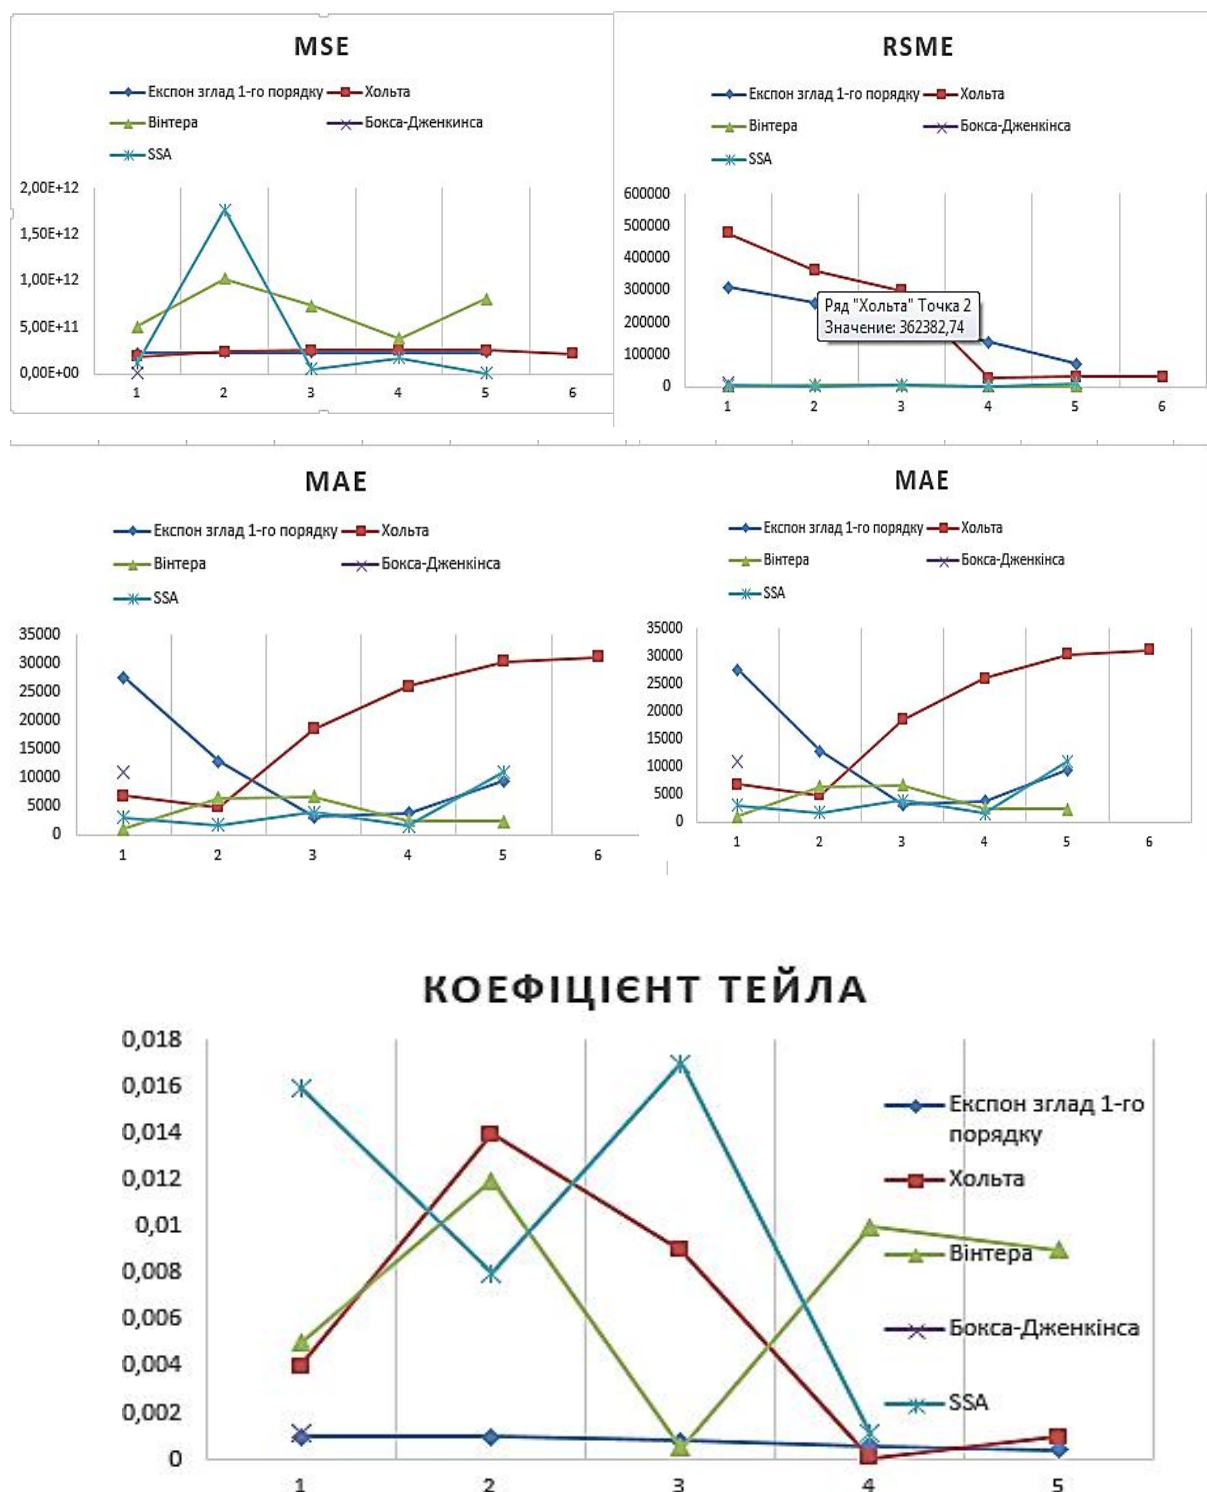 MSE
Експон зглад 1-го порядку Хольта
Вінтера Бокса-Дженкинса
SSA
2,00E+12
1,50E+12
1,00E+12
5,00E+11
0,00E+00
1 2 3 4 5 6
RSME
Експон зглад 1-го порядку Хольта
Вінтера Бокса-Дженкінса
SSA
600000
500000
400000
300000
200000
100000
0
Ряд "Хольта" Точка 2
Значение: 362382,74
1 2 3 4 5 6
MAE
Експон зглад 1-го порядку Хольта
Вінтера Бокса-Дженкінса
SSA
35000
30000
25000
20000
15000
10000
5000
0
1 2 3 4 5 6
MAE
Експон зглад 1-го порядку Хольта
Вінтера Бокса-Дженкінса
SSA
35000
30000
25000
20000
15000
10000
5000
0
1 2 3 4 5 6
КОЕФІЦІЄНТ ТЕЙЛА
0,018
0,016
0,014
0,012
0,01
0,008
0,006
0,004
0,002
0
Експон зглад 1-го
порядку
Хольта
Вінтера
Бокса-Дженкінса
SSA
1 2 3 4 5